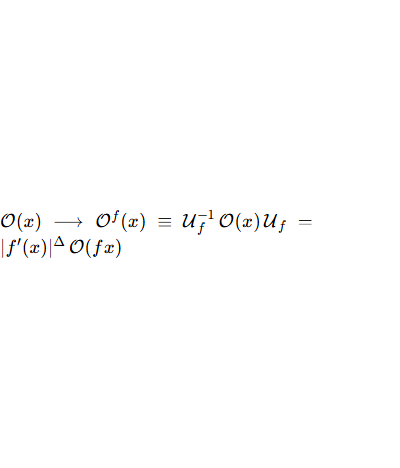 𝒪(x) ⟶ 𝒪^f(x) ≡ 𝒰_f^{-1} 𝒪(x) 𝒰_f =
|f′(x)|^Δ 𝒪(fx)